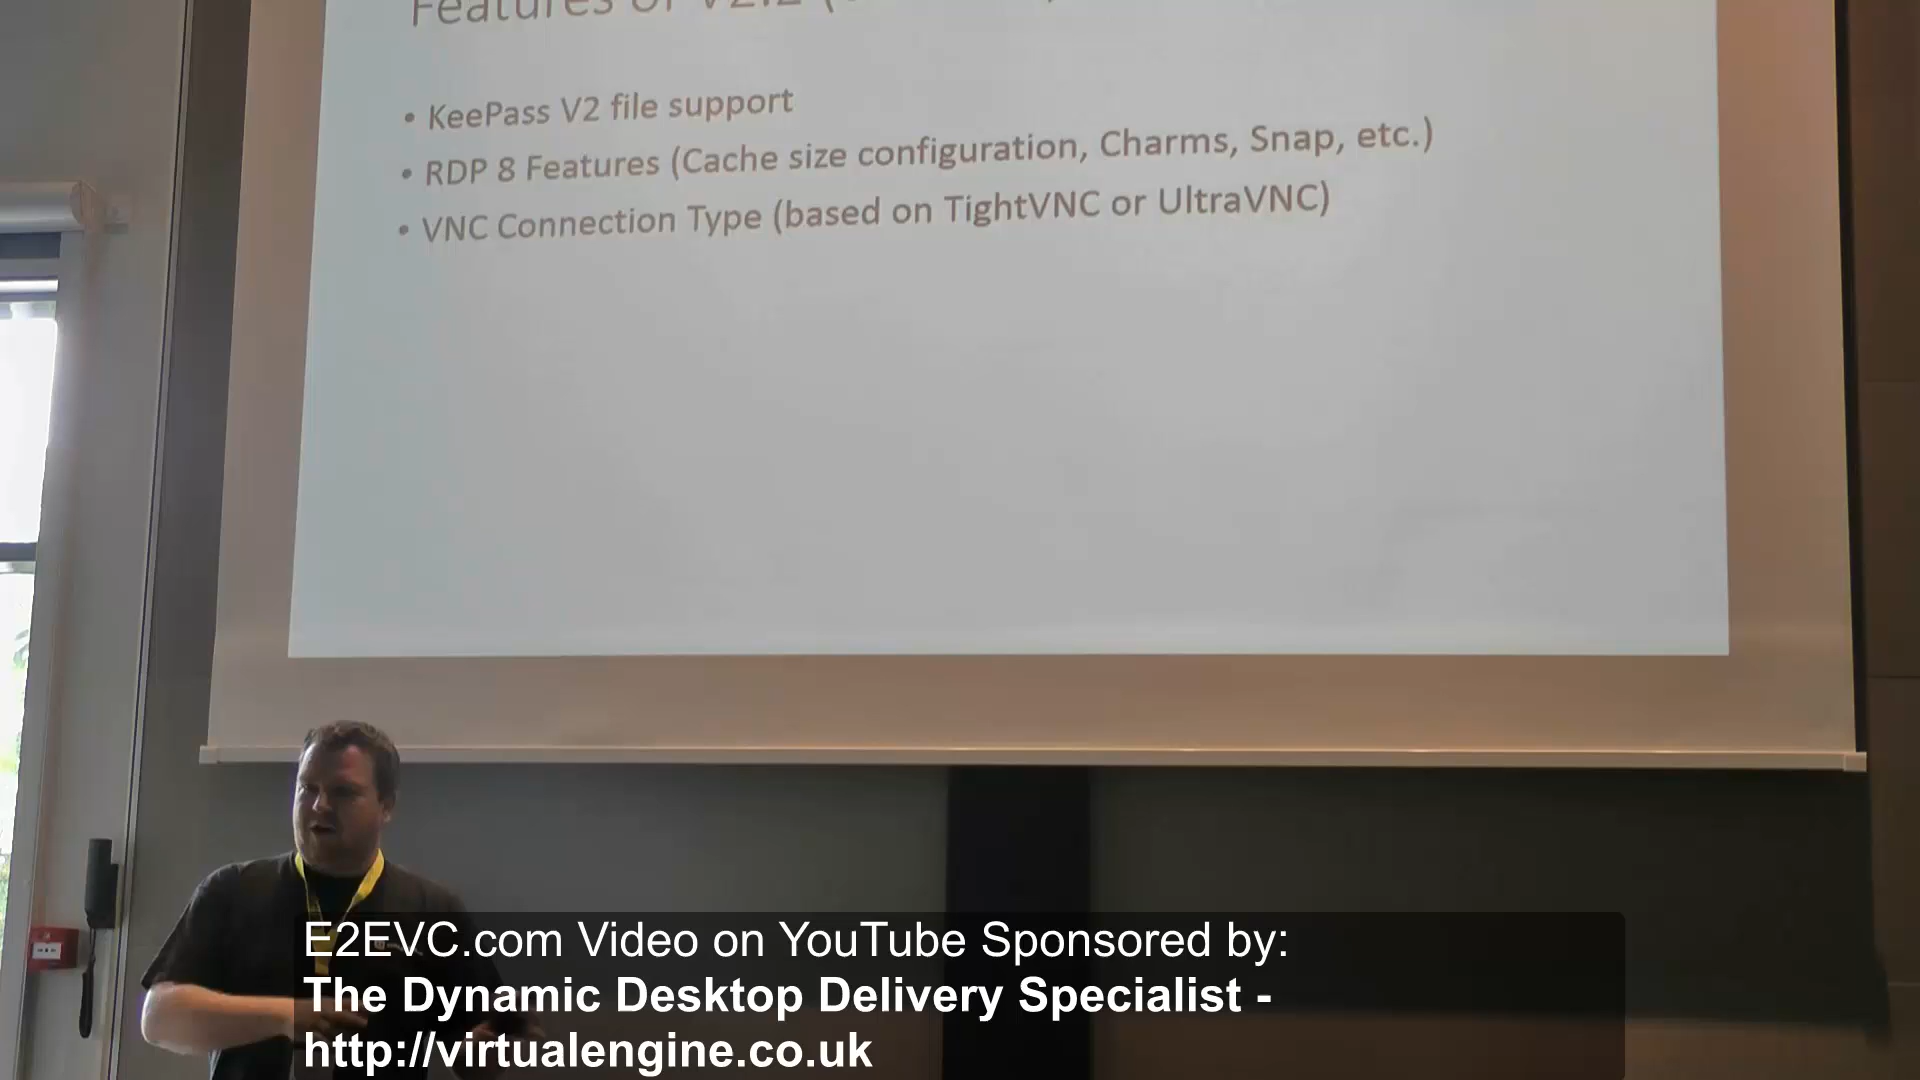 Features of V2.2
• KeePass V2 file support
• RDP 8 Features (Cache size configuration, Charms, Snap, etc.)
• VNC Connection Type (based on TightVNC or UltraVNC)
E2EVC.com Video on YouTube Sponsored by:
The Dynamic Desktop Delivery Specialist -
http://virtualengine.co.uk